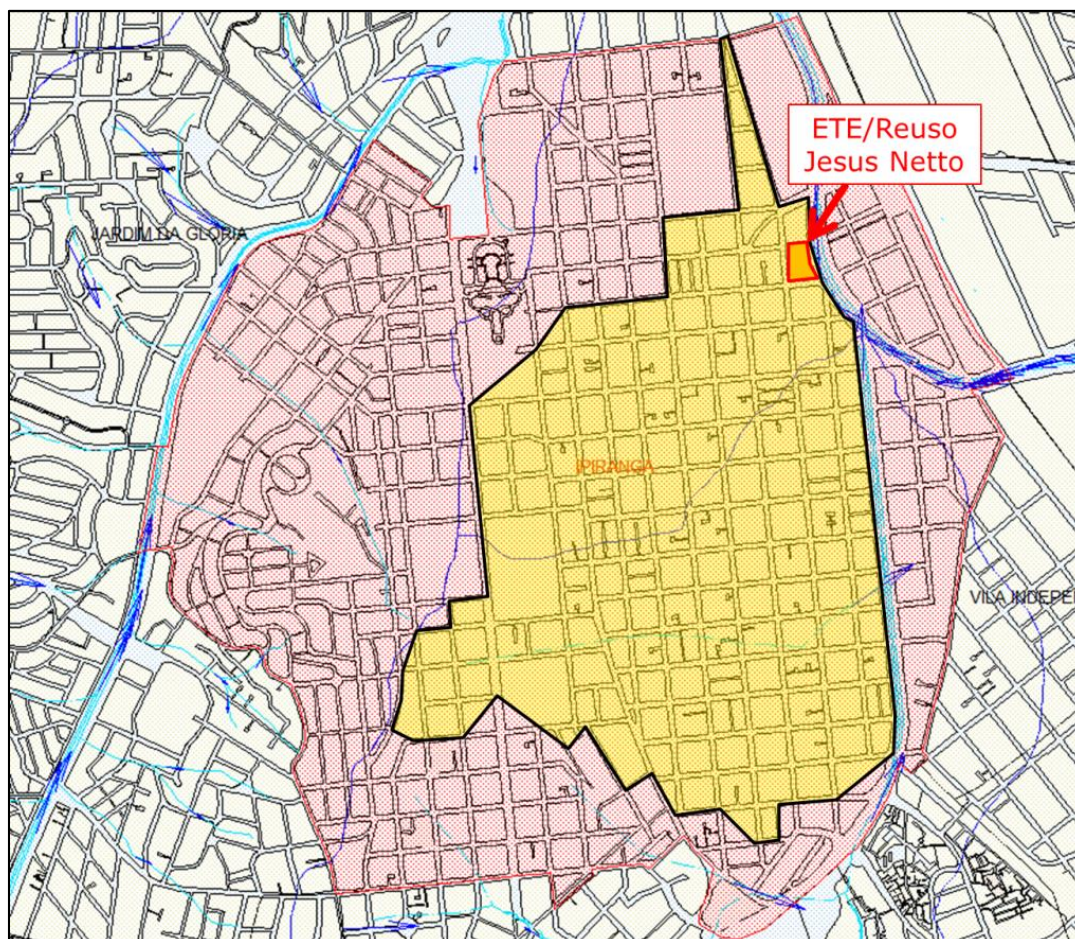 ETE/Reuso
Jesus Netto
JARDIM DA GLORIA
IPIRANGA
VILA INDEPE